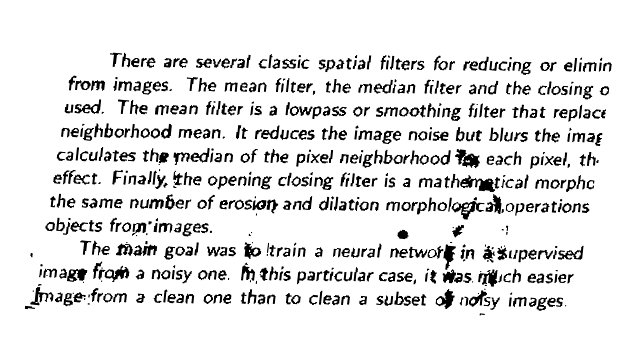 There are several classic spatial filters for reducing or elimin
from images. The mean filter, the median filter and the closing o
used. The mean filter is a lowpass or smoothing filter that replace
neighborhood mean. It reduces the image noise but blurs the imag
calculates the median of the pixel neighborhood for each pixel, th
effect. Finally, the opening closing filter is a mathematical morpho
the same number of erosion and dilation morphological operations
objects from images.
The main goal was to train a neural network in a supervised
image from a noisy one. In this particular case, it was much easier
image from a clean one than to clean a subset of noisy images.